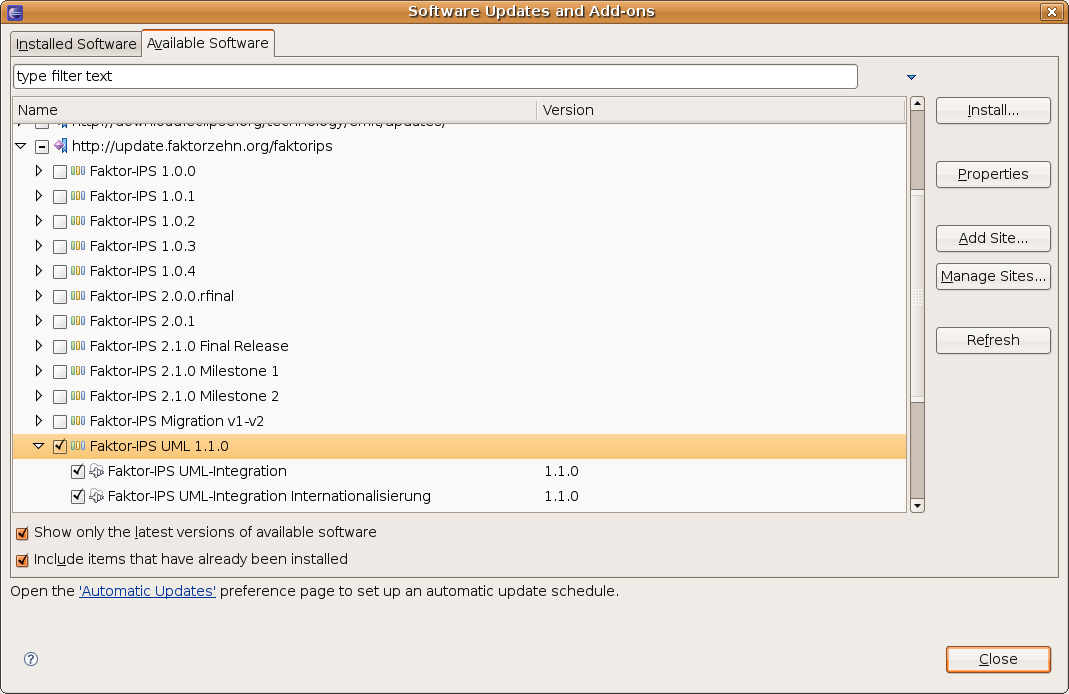 Software Updates and Add-ons
Installed Software Available Software
type filter text
Name Version
http://download.eclipse.org/technology/emft/updates/
http://update.faktorzehn.org/faktorips
Faktor-IPS 1.0.0
Faktor-IPS 1.0.1
Faktor-IPS 1.0.2
Faktor-IPS 1.0.3
Faktor-IPS 1.0.4
Faktor-IPS 2.0.0.rfinal
Faktor-IPS 2.0.1
Faktor-IPS 2.1.0 Final Release
Faktor-IPS 2.1.0 Milestone 1
Faktor-IPS 2.1.0 Milestone 2
Faktor-IPS Migration v1-v2
Faktor-IPS UML 1.1.0
Faktor-IPS UML-Integration 1.1.0
Faktor-IPS UML-Integration Internationalisierung 1.1.0
Install...
Properties
Add Site...
Manage Sites...
Refresh
Show only the latest versions of available software
Include items that have already been installed
Open the 'Automatic Updates' preference page to set up an automatic update schedule.
?
Close